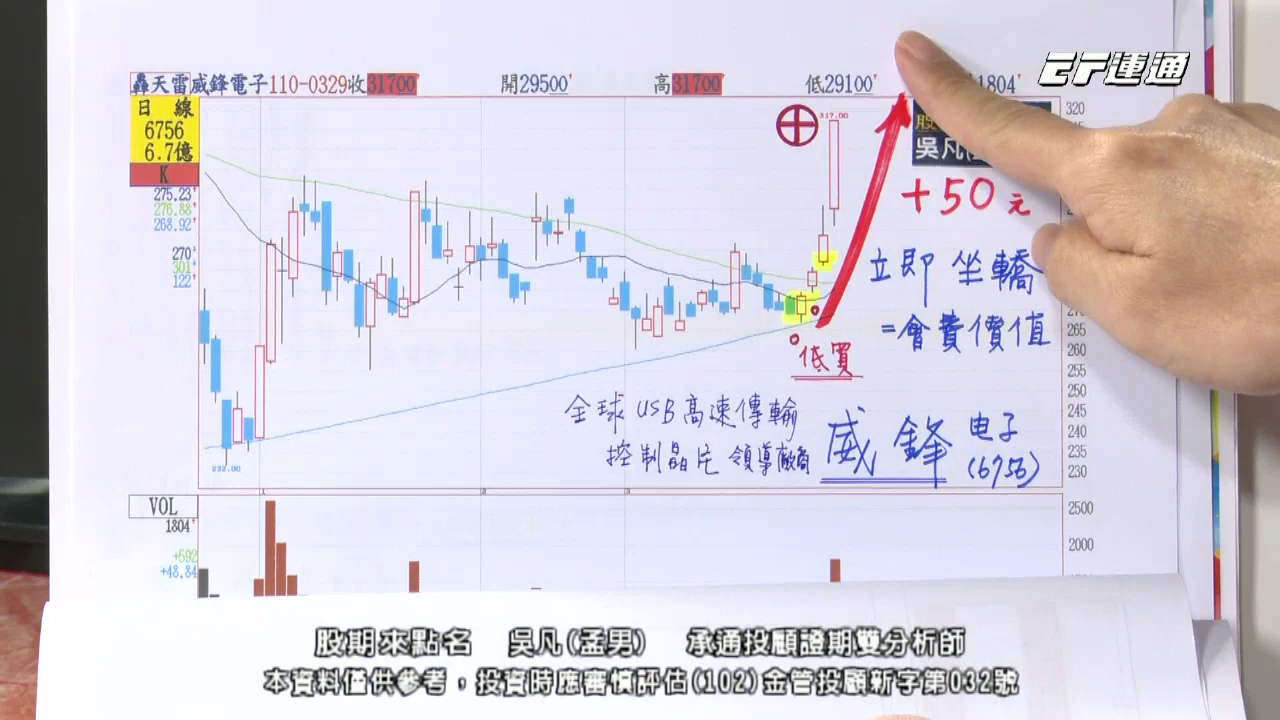 EF運通
轟天雷威鋒電子110-0329收31700' 開29500' 高31700' 低29100' 1804'
日 線
6756
6.7億
K
275.23'
276.88'
268.92'
270'
301'
122'
317.00
320
股
吳凡
+50元
立即 坐轎
=會費價值
低買
全球 USB高速傳輸
控制晶片 領導廠商
威鋒 电子
(6756)
232.00
265
260
255
250
245
240
235
230
1
2
3
VOL
1804'
+592
+48.84
2500
2000
股期來點名 吳凡(孟男) 承通投顧證期雙分析師
本資料僅供參考，投資時應審慎評估(102)金管投顧新字第032號